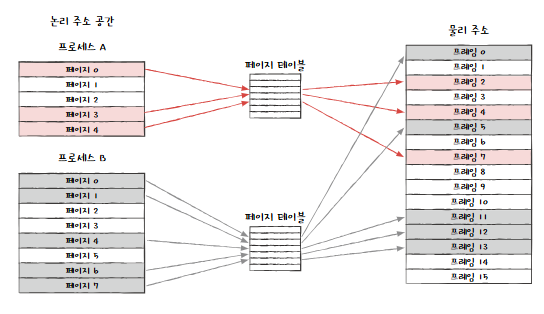 논리 주소 공간
프로세스 A
페이지 0
페이지 1
페이지 2
페이지 3
페이지 4
프로세스 B
페이지 0
페이지 1
페이지 2
페이지 3
페이지 4
페이지 5
페이지 6
페이지 7
페이지 테이블
페이지 테이블
물리 주소
프레임 0
프레임 1
프레임 2
프레임 3
프레임 4
프레임 5
프레임 6
프레임 7
프레임 8
프레임 9
프레임 10
프레임 11
프레임 12
프레임 13
프레임 14
프레임 15